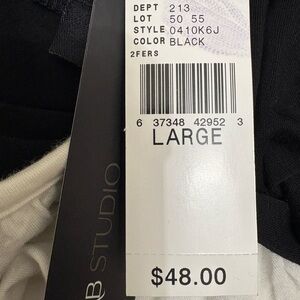 DEPT 213
LOT 50 55
STYLE 0410K6J
COLOR BLACK
2FERS
6 37348 42952 3
LARGE
$48.00
B STUDIO